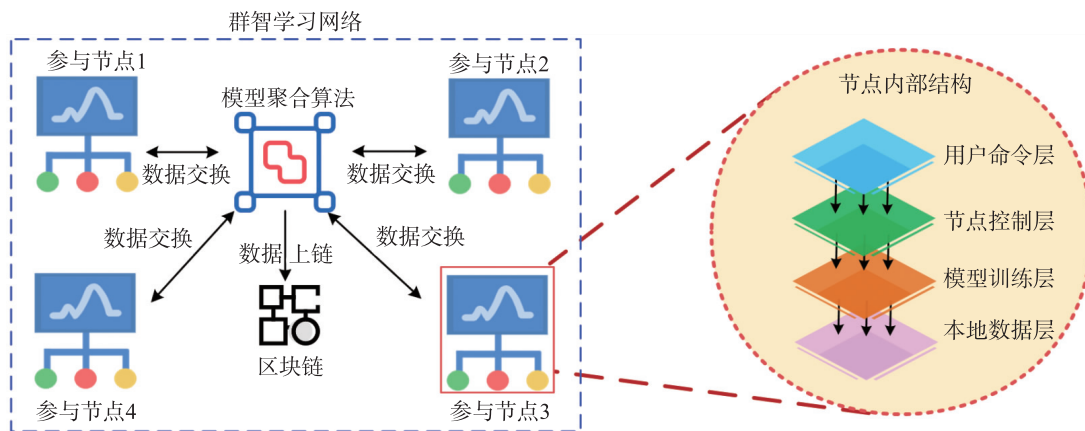 群智学习网络
参与节点1
参与节点2
模型聚合算法
数据交换
数据交换
数据交换
数据上链
数据交换
区块链
参与节点4
参与节点3
节点内部结构
用户命令层
节点控制层
模型训练层
本地数据层